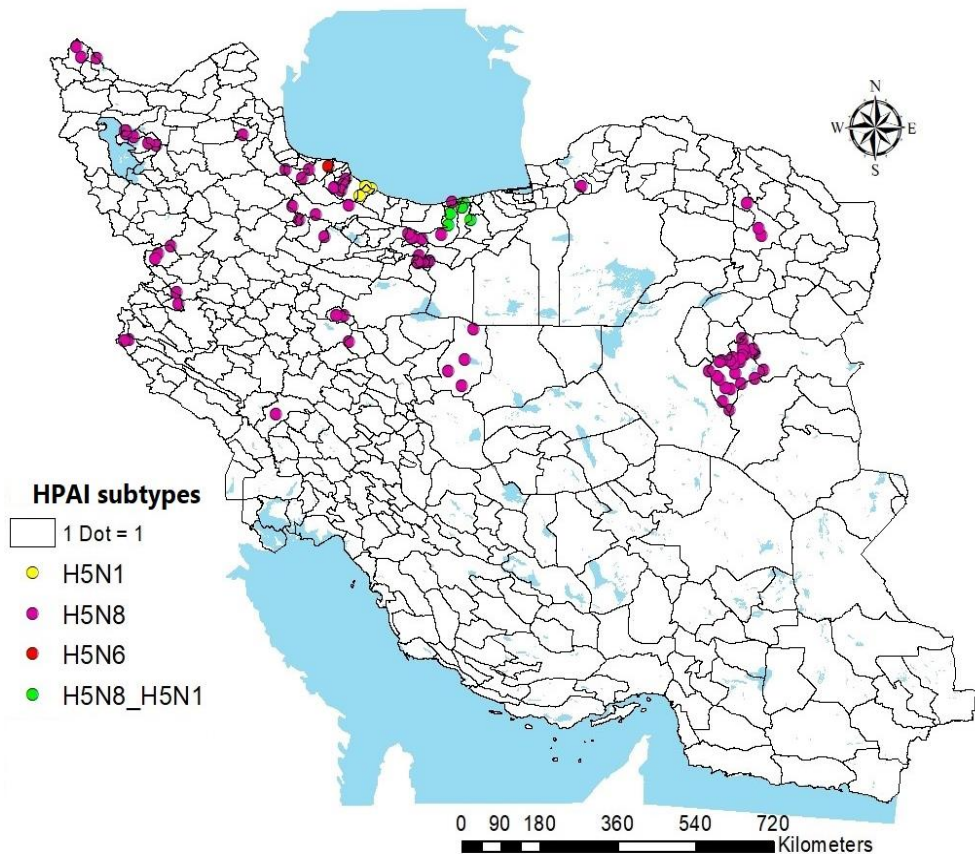 N
W E
S
HPAI subtypes
1 Dot = 1
H5N1
H5N8
H5N6
H5N8_H5N1
0 90 180 360 540 720
Kilometers